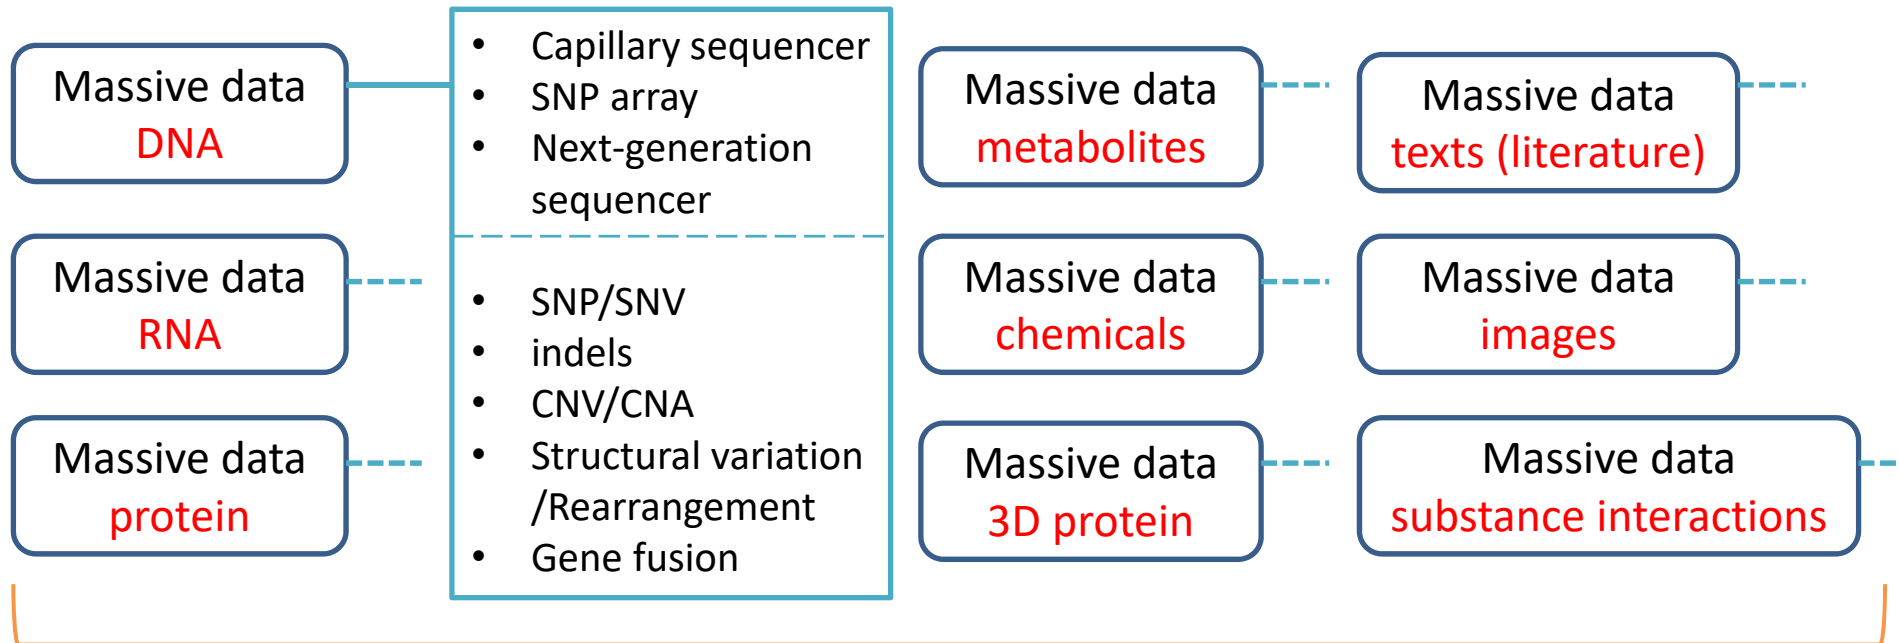 Massive data
DNA
Massive data
RNA
Massive data
protein
• Capillary sequencer
• SNP array
• Next-generation
sequencer
• SNP/SNV
• indels
• CNV/CNA
• Structural variation
/Rearrangement
• Gene fusion
Massive data
metabolites
Massive data
chemicals
Massive data
3D protein
Massive data
texts (literature)
Massive data
images
Massive data
substance interactions